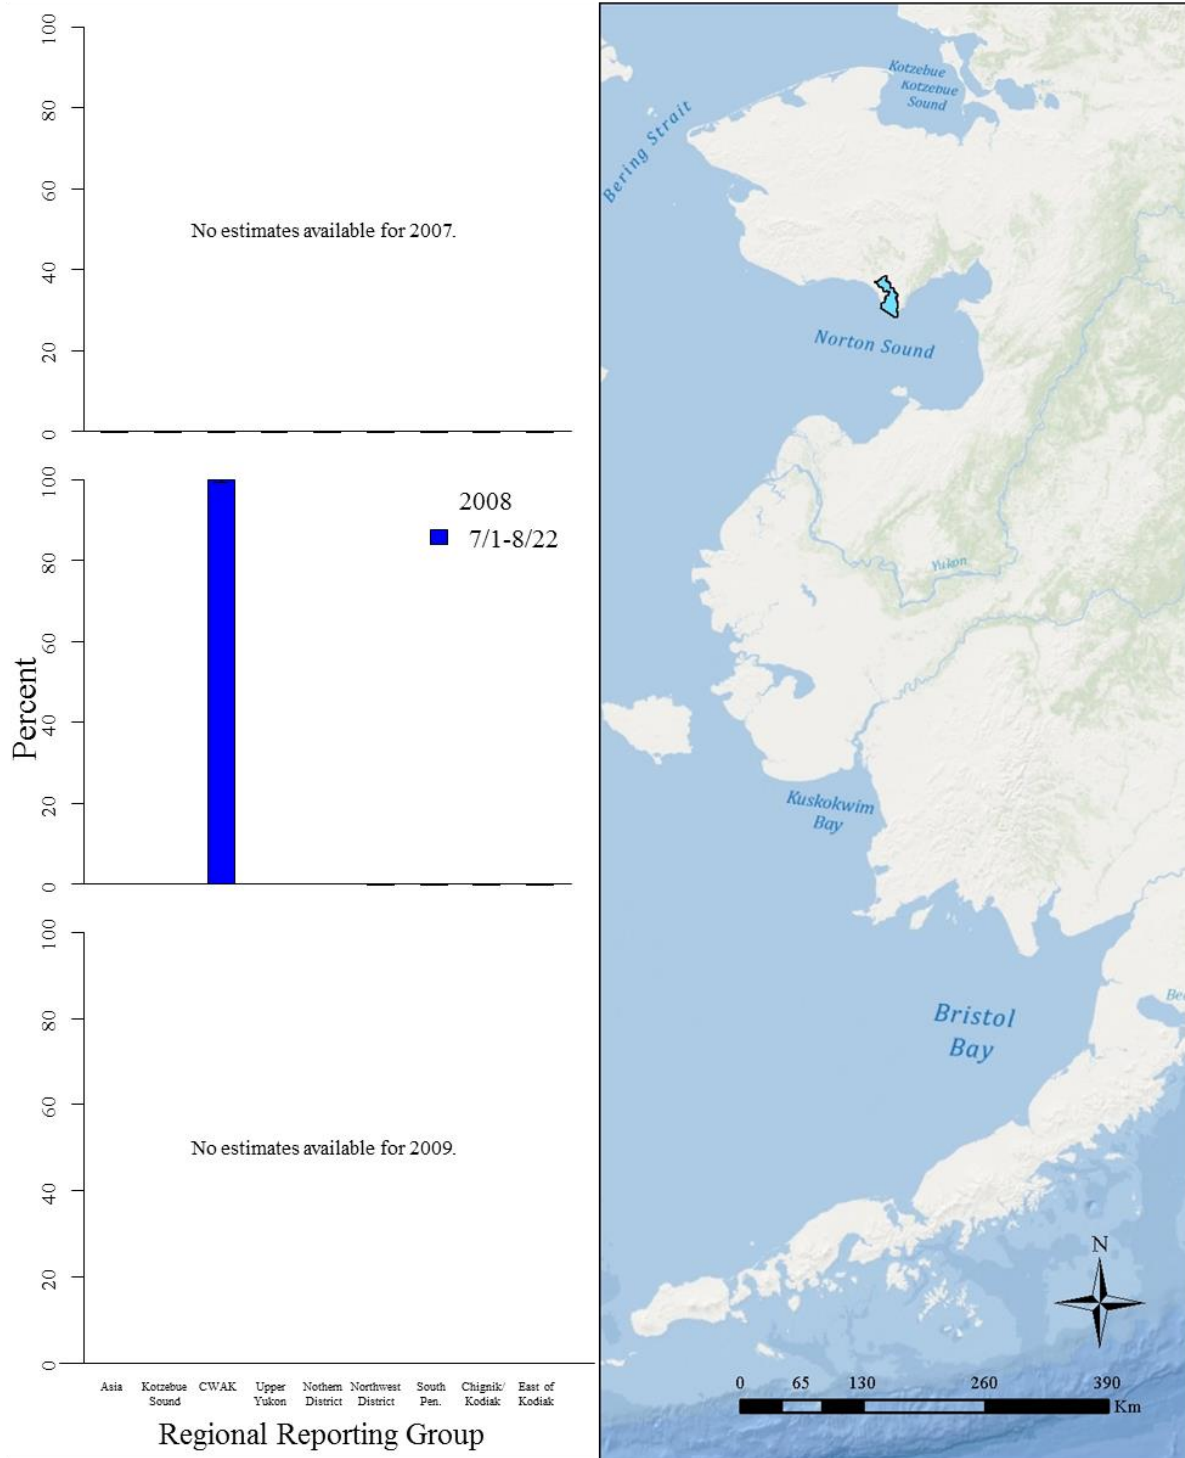 100
80
60
40
20
0
No estimates available for 2007.
100
80
60
40
20
0
2008
7/1-8/22
Percent
100
80
60
40
20
0
No estimates available for 2009.
Asia
Kotzebue
Sound
CWAK
Upper
Yukon
Nothern
District
Northwest
District
South
Pen.
Chignik/
Kodiak
East of
Kodiak
Regional Reporting Group
Kotzebue
Kotzebue
Sound
Bering Strait
Norton Sound
Yukon
Kuskokwim
Bay
Bristol
Bay
N
0 65 130 260 390
Km